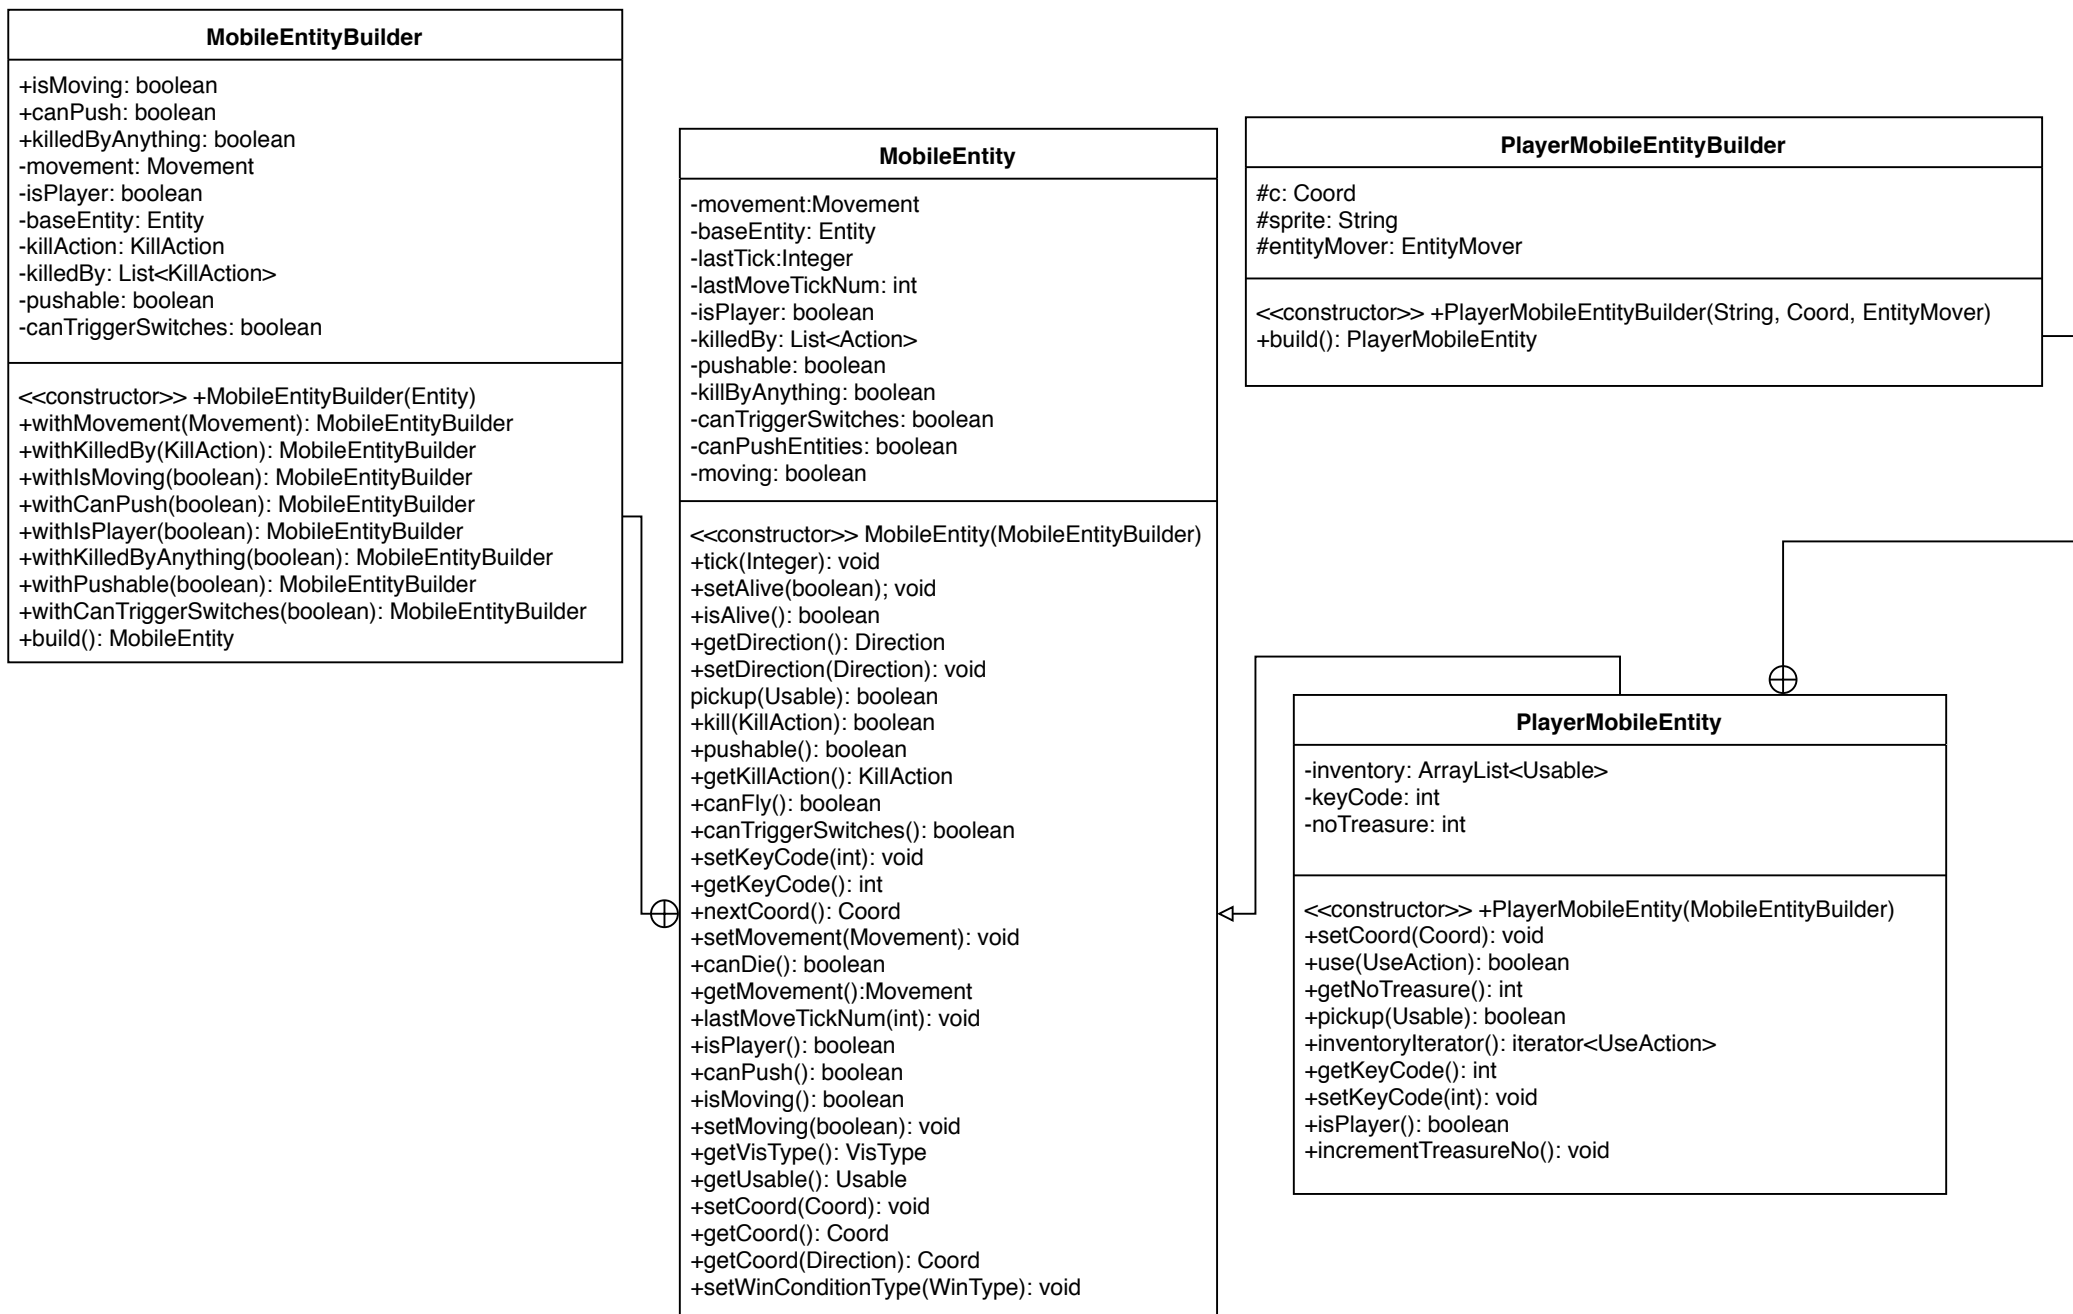 MobileEntityBuilder
+isMoving: boolean
+canPush: boolean
+killedByAnything: boolean
-movement: Movement
-isPlayer: boolean
-baseEntity: Entity
-killAction: KillAction
-killedBy: List<KillAction>
-pushable: boolean
-canTriggerSwitches: boolean
<<constructor>> +MobileEntityBuilder(Entity)
+withMovement(Movement): MobileEntityBuilder
+withKilledBy(KillAction): MobileEntityBuilder
+withIsMoving(boolean): MobileEntityBuilder
+withCanPush(boolean): MobileEntityBuilder
+withIsPlayer(boolean): MobileEntityBuilder
+withKilledByAnything(boolean): MobileEntityBuilder
+withPushable(boolean): MobileEntityBuilder
+withCanTriggerSwitches(boolean): MobileEntityBuilder
+build(): MobileEntity
MobileEntity
-movement:Movement
-baseEntity: Entity
-lastTick:Integer
-lastMoveTickNum: int
-isPlayer: boolean
-killedBy: List<Action>
-pushable: boolean
-killByAnything: boolean
-canTriggerSwitches: boolean
-canPushEntities: boolean
-moving: boolean
<<constructor>> MobileEntity(MobileEntityBuilder)
+tick(Integer): void
+setAlive(boolean); void
+isAlive(): boolean
+getDirection(): Direction
+setDirection(Direction): void
pickup(Usable): boolean
+kill(KillAction): boolean
+pushable(): boolean
+getKillAction(): KillAction
+canFly(): boolean
+canTriggerSwitches(): boolean
+setKeyCode(int): void
+getKeyCode(): int
+nextCoord(): Coord
+setMovement(Movement): void
+canDie(): boolean
+getMovement():Movement
+lastMoveTickNum(int): void
+isPlayer(): boolean
+canPush(): boolean
+isMoving(): boolean
+setMoving(boolean): void
+getVisType(): VisType
+getUsable(): Usable
+setCoord(Coord): void
+getCoord(): Coord
+getCoord(Direction): Coord
+setWinConditionType(WinType): void
PlayerMobileEntityBuilder
#c: Coord
#sprite: String
#entityMover: EntityMover
<<constructor>> +PlayerMobileEntityBuilder(String, Coord, EntityMover)
+build(): PlayerMobileEntity
PlayerMobileEntity
-inventory: ArrayList<Usable>
-keyCode: int
-noTreasure: int
<<constructor>> +PlayerMobileEntity(MobileEntityBuilder)
+setCoord(Coord): void
+use(UseAction): boolean
+getNoTreasure(): int
+pickup(Usable): boolean
+inventoryIterator(): iterator<UseAction>
+getKeyCode(): int
+setKeyCode(int): void
+isPlayer(): boolean
+incrementTreasureNo(): void